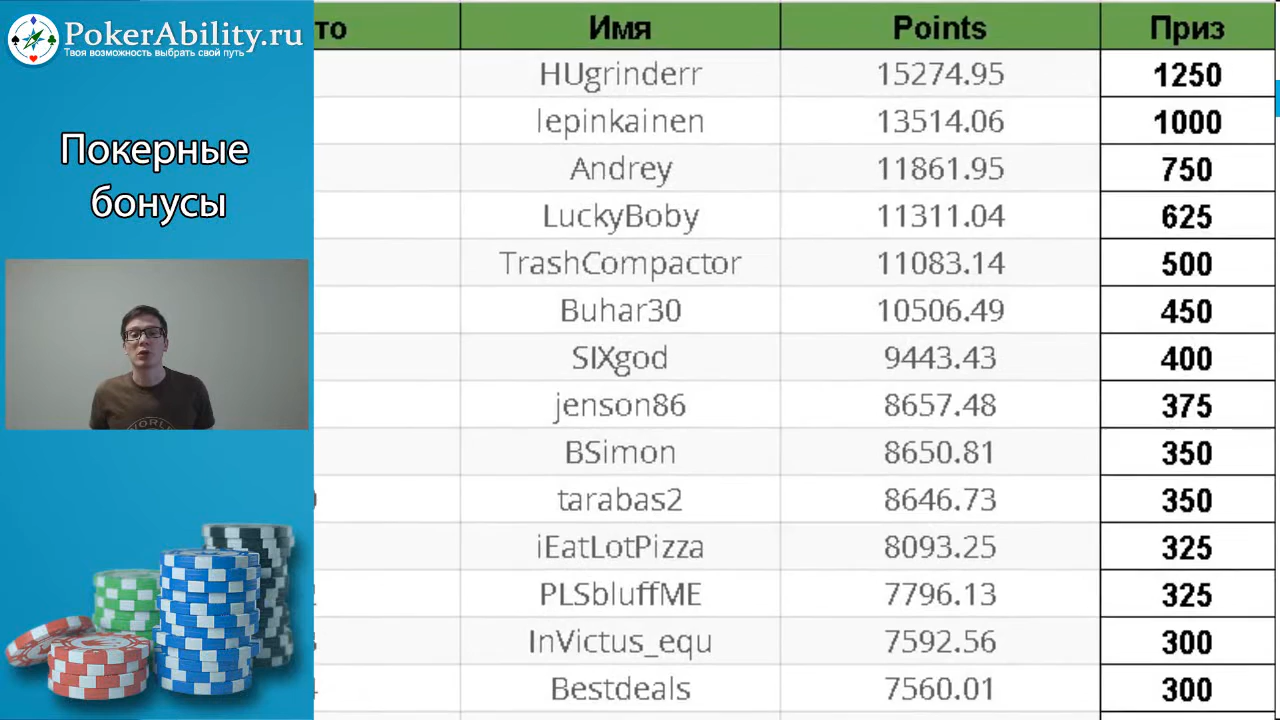 PokerAbility.ru
Твоя возможность выбрать свой путь
Покерные
бонусы
то Имя Points Приз
HUgrinderr 15274.95 1250
lepinkainen 13514.06 1000
Andrey 11861.95 750
LuckyBoby 11311.04 625
TrashCompactor 11083.14 500
Buhar30 10506.49 450
SIXgod 9443.43 400
jenson86 8657.48 375
BSimon 8650.81 350
tarabas2 8646.73 350
iEatLotPizza 8093.25 325
PLSbluffME 7796.13 325
InVictus_equ 7592.56 300
Bestdeals 7560.01 300